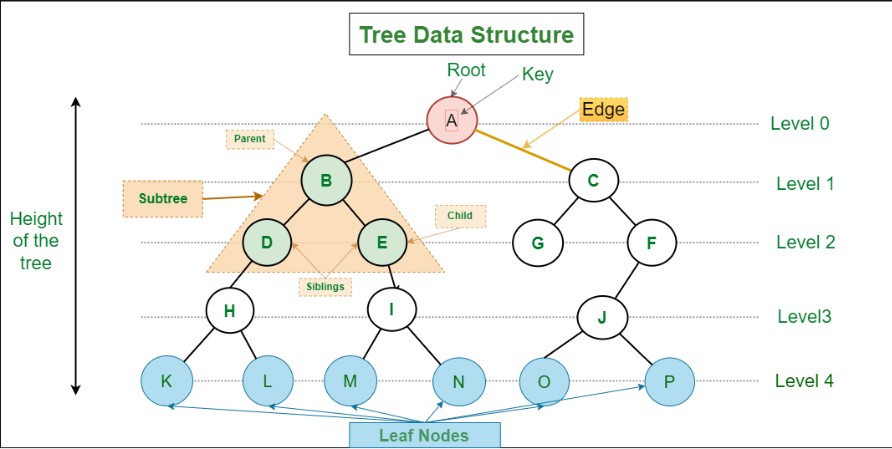 Tree Data Structure
Root
Key
A
Edge
Level 0
Parent
B
C
Level 1
Subtree
Height
of the
tree
Child
D
E
G
F
Level 2
Siblings
H
I
J
Level3
K
L
M
N
O
P
Level 4
Leaf Nodes